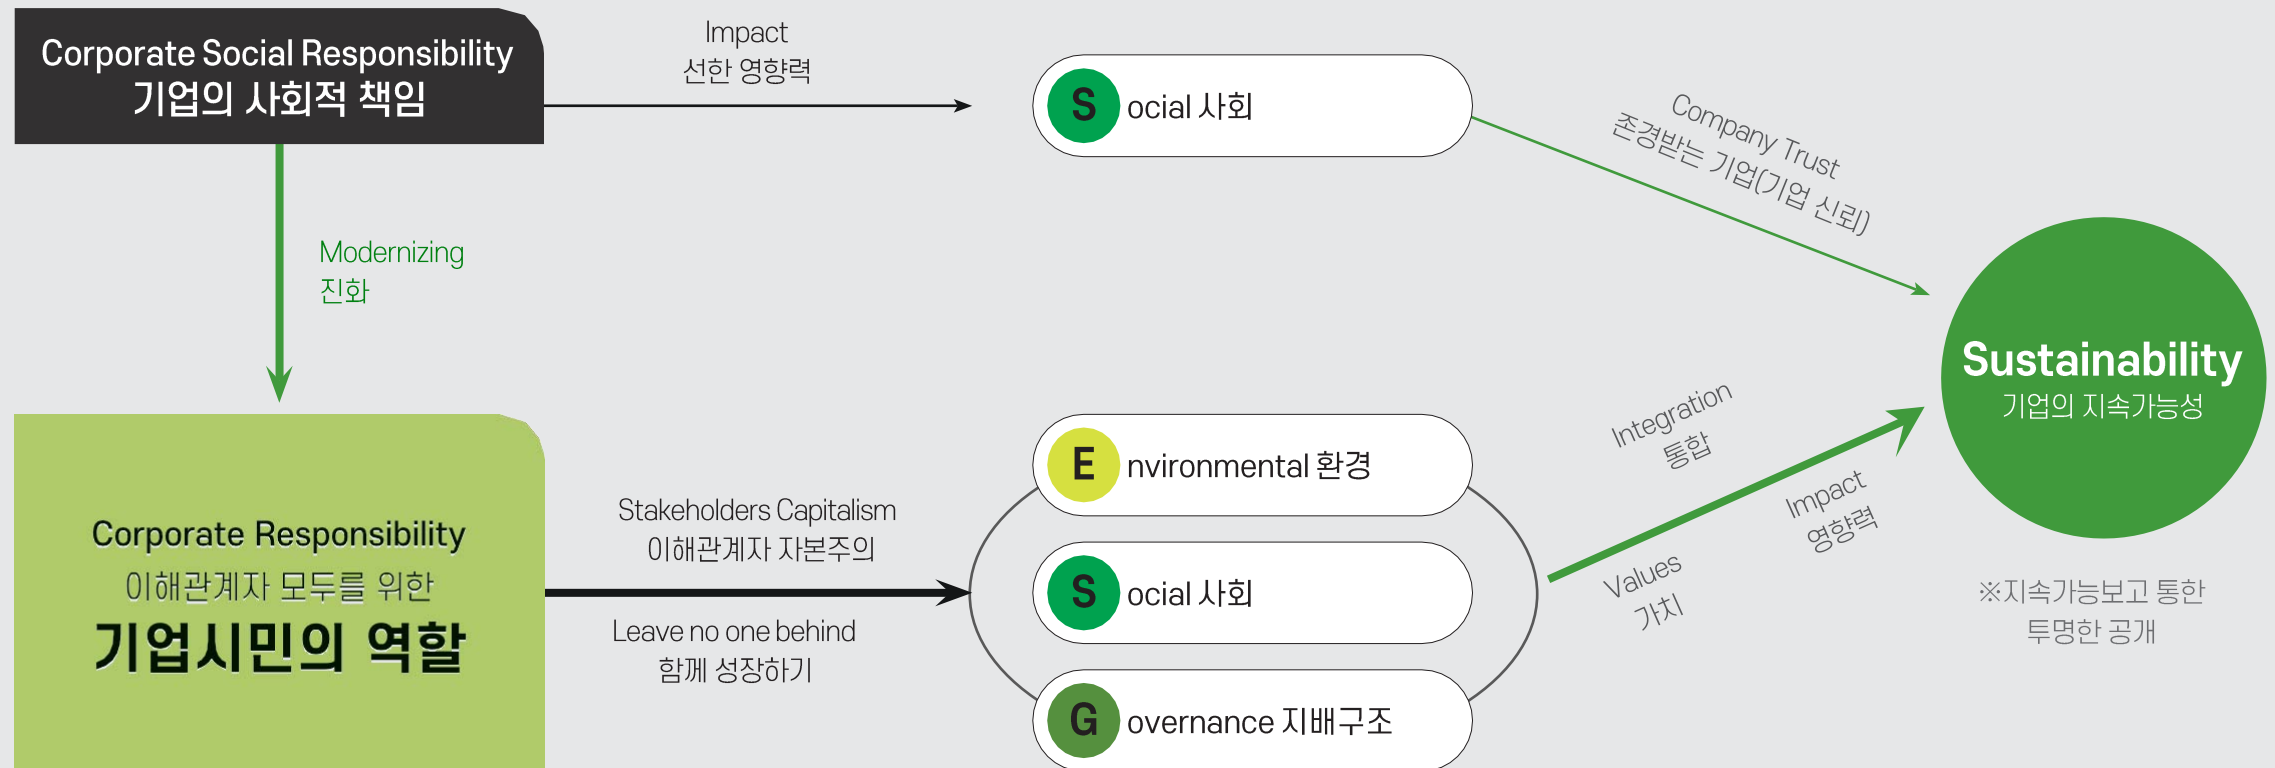 Corporate Social Responsibility
기업의 사회적 책임
Impact
선한 영향력
Social 사회
Company Trust
존경받는 기업(기업 신뢰)
Modernizing
진화
Corporate Responsibility
이해관계자 모두를 위한
기업시민의 역할
Stakeholders Capitalism
이해관계자 자본주의
Leave no one behind
함께 성장하기
Environmental 환경
Social 사회
Governance 지배구조
Integration
통합
Impact
영향력
Values
가치
Sustainability
기업의 지속가능성
※지속가능보고 통한
투명한 공개